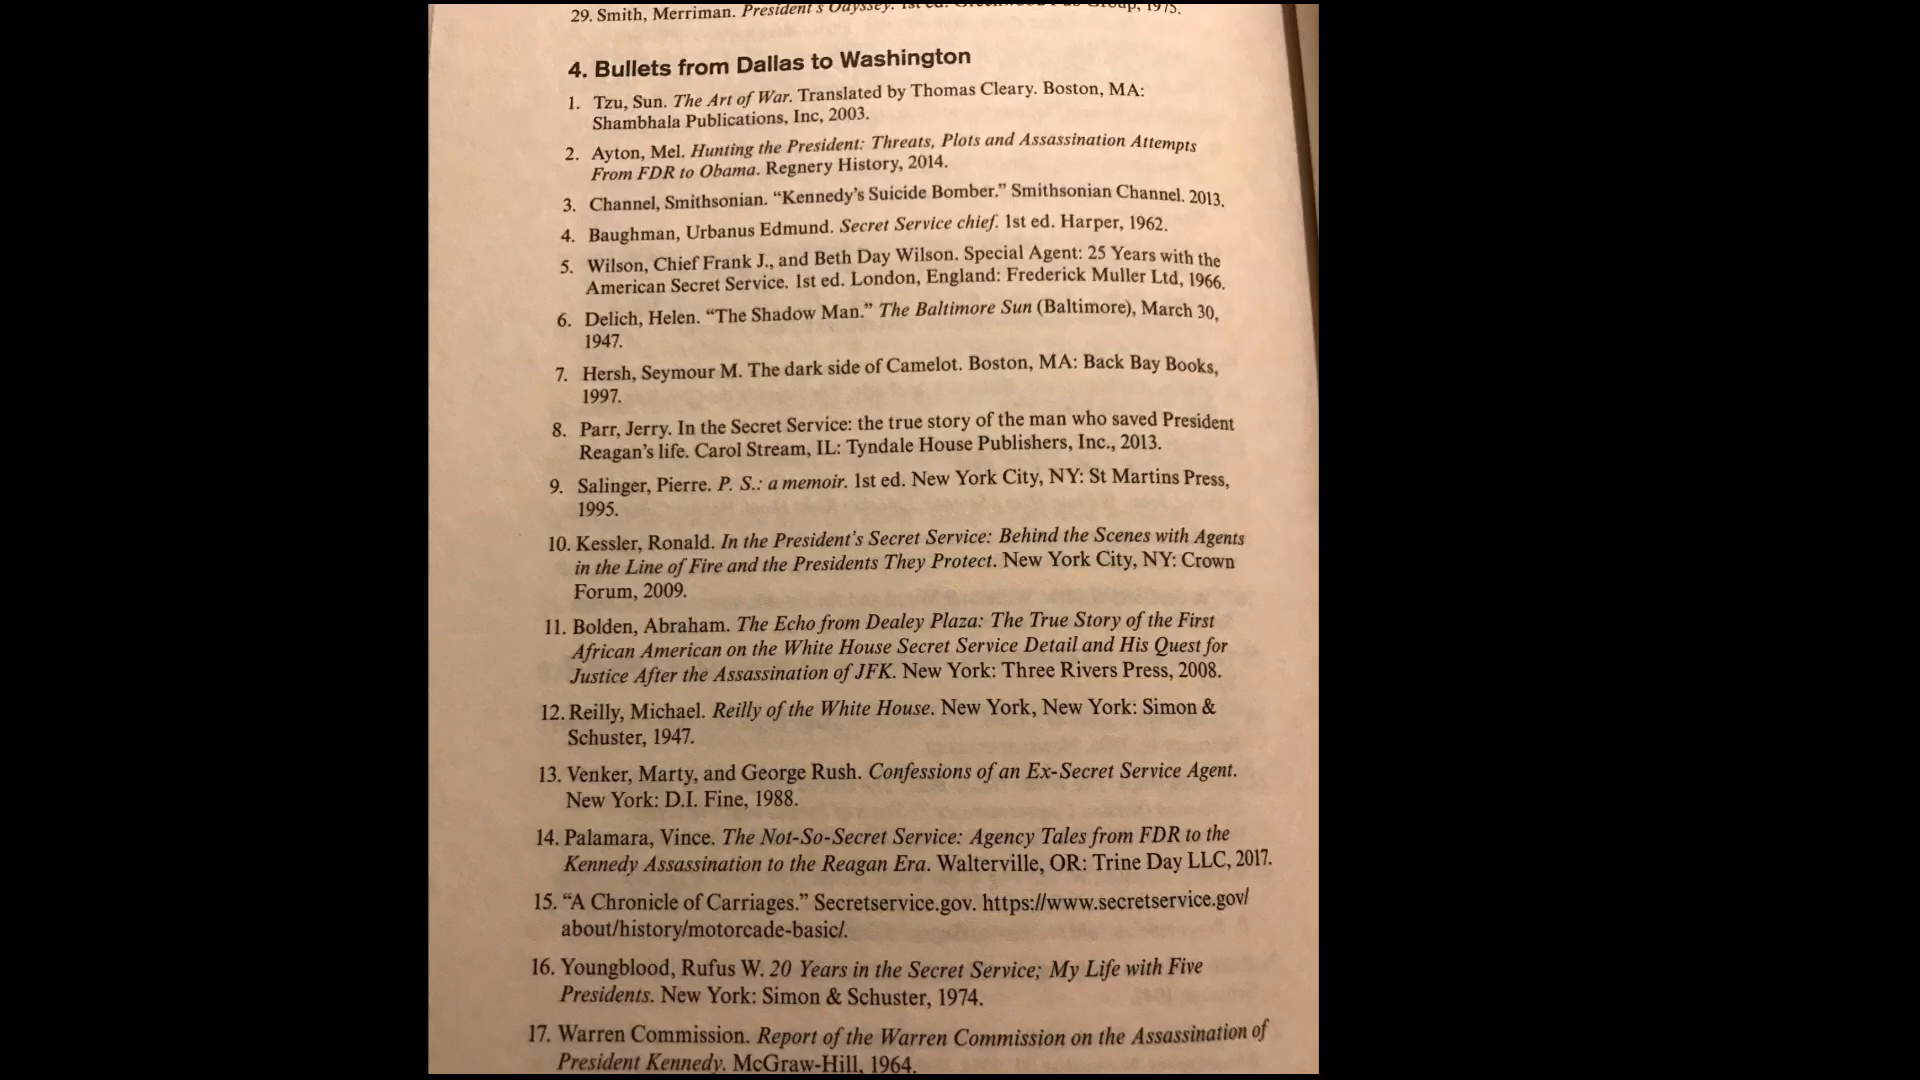 29. Smith, Merriman. President's Odyssey. 1st ed. Greenwood Pub Group, 1975.
4. Bullets from Dallas to Washington
1. Tzu, Sun. The Art of War. Translated by Thomas Cleary. Boston, MA:
Shambhala Publications, Inc, 2003.
2. Ayton, Mel. Hunting the President: Threats, Plots and Assassination Attempts
From FDR to Obama. Regnery History, 2014.
3. Channel, Smithsonian. “Kennedy’s Suicide Bomber.” Smithsonian Channel. 2013.
4. Baughman, Urbanus Edmund. Secret Service chief. 1st ed. Harper, 1962.
5. Wilson, Chief Frank J., and Beth Day Wilson. Special Agent: 25 Years with the
American Secret Service. 1st ed. London, England: Frederick Muller Ltd, 1966.
6. Delich, Helen. “The Shadow Man.” The Baltimore Sun (Baltimore), March 30,
1947.
7. Hersh, Seymour M. The dark side of Camelot. Boston, MA: Back Bay Books,
1997.
8. Parr, Jerry. In the Secret Service: the true story of the man who saved President
Reagan’s life. Carol Stream, IL: Tyndale House Publishers, Inc., 2013.
9. Salinger, Pierre. P. S.: a memoir. 1st ed. New York City, NY: St Martins Press,
1995.
10. Kessler, Ronald. In the President’s Secret Service: Behind the Scenes with Agents
in the Line of Fire and the Presidents They Protect. New York City, NY: Crown
Forum, 2009.
11. Bolden, Abraham. The Echo from Dealey Plaza: The True Story of the First
African American on the White House Secret Service Detail and His Quest for
Justice After the Assassination of JFK. New York: Three Rivers Press, 2008.
12. Reilly, Michael. Reilly of the White House. New York, New York: Simon &
Schuster, 1947.
13. Venker, Marty, and George Rush. Confessions of an Ex-Secret Service Agent.
New York: D.I. Fine, 1988.
14. Palamara, Vince. The Not-So-Secret Service: Agency Tales from FDR to the
Kennedy Assassination to the Reagan Era. Walterville, OR: Trine Day LLC, 2017.
15. “A Chronicle of Carriages.” Secretservice.gov. https://www.secretservice.gov/
about/history/motorcade-basic/.
16. Youngblood, Rufus W. 20 Years in the Secret Service; My Life with Five
Presidents. New York: Simon & Schuster, 1974.
17. Warren Commission. Report of the Warren Commission on the Assassination of
President Kennedy. McGraw-Hill, 1964.